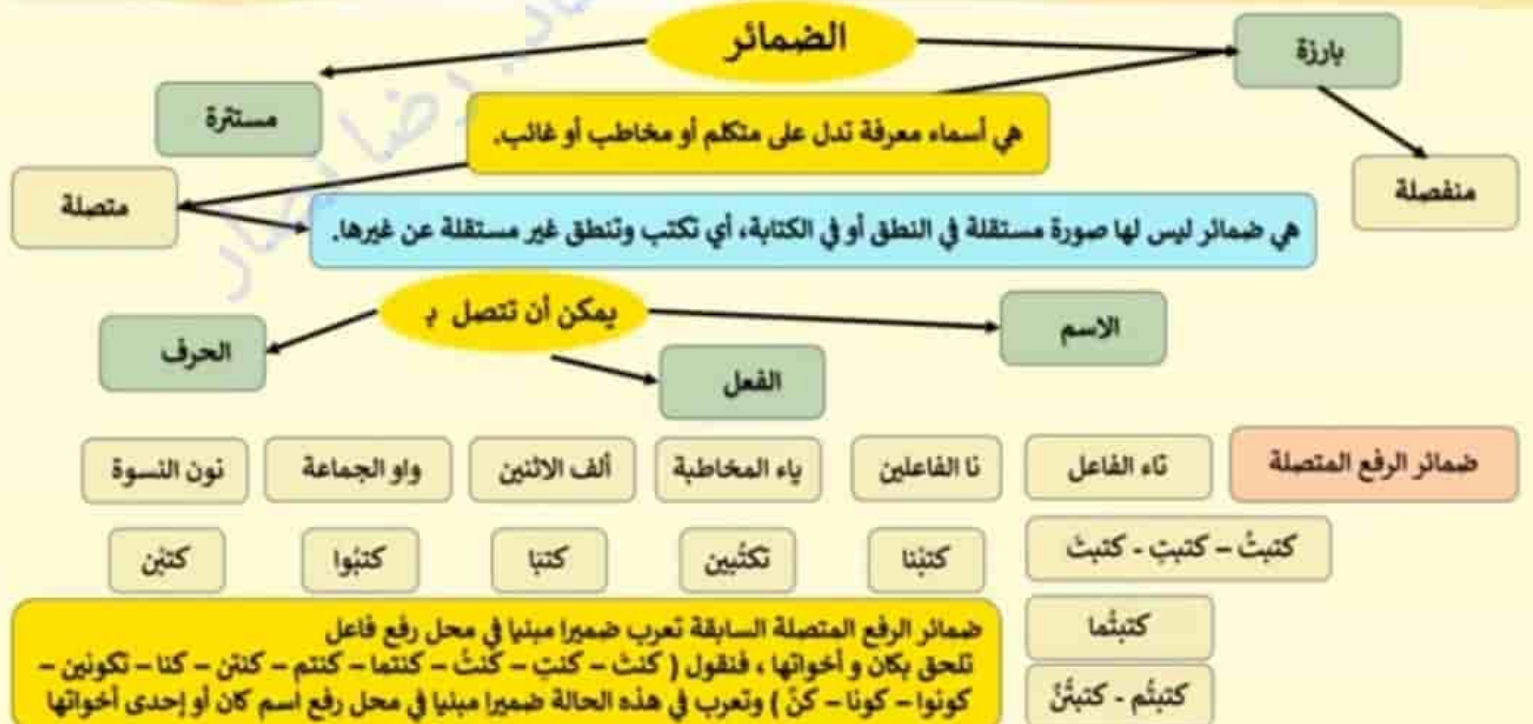 الضمائر
بارزة
مستترة
هي أسماء معرفة تدل على متكلم أو مخاطب أو غائب.
منفصلة
متصلة
هي ضمائر ليس لها صورة مستقلة في النطق أو في الكتابة، أي تكتب وتنطق غير مستقلة عن غيرها.
يمكن أن تتصل بـ
الاسم
الحرف
الفعل
ضمائر الرفع المتصلة
تاء الفاعل
نا الفاعلين
ياء المخاطبة
ألف الاثنين
واو الجماعة
نون النسوة
كتبتُ – كتبتِ - كتبتَ
كتبْنا
تكتُبين
كتبَا
كتبُوا
كتبْن
كتبتُما
كتبتُم - كتبتُنَّ
ضمائر الرفع المتصلة السابقة تعرب ضميرا مبنيا في محل رفع فاعل
تلحق بكان و أخواتها ، فنقول ( كنتَ – كنتِ – كُنتُ – كنتما – كنتم – كنتن – كنا – تكونين –
كونوا – كونا – كنّ ) وتعرب في هذه الحالة ضميرا مبنيا في محل رفع اسم كان أو إحدى أخواتها